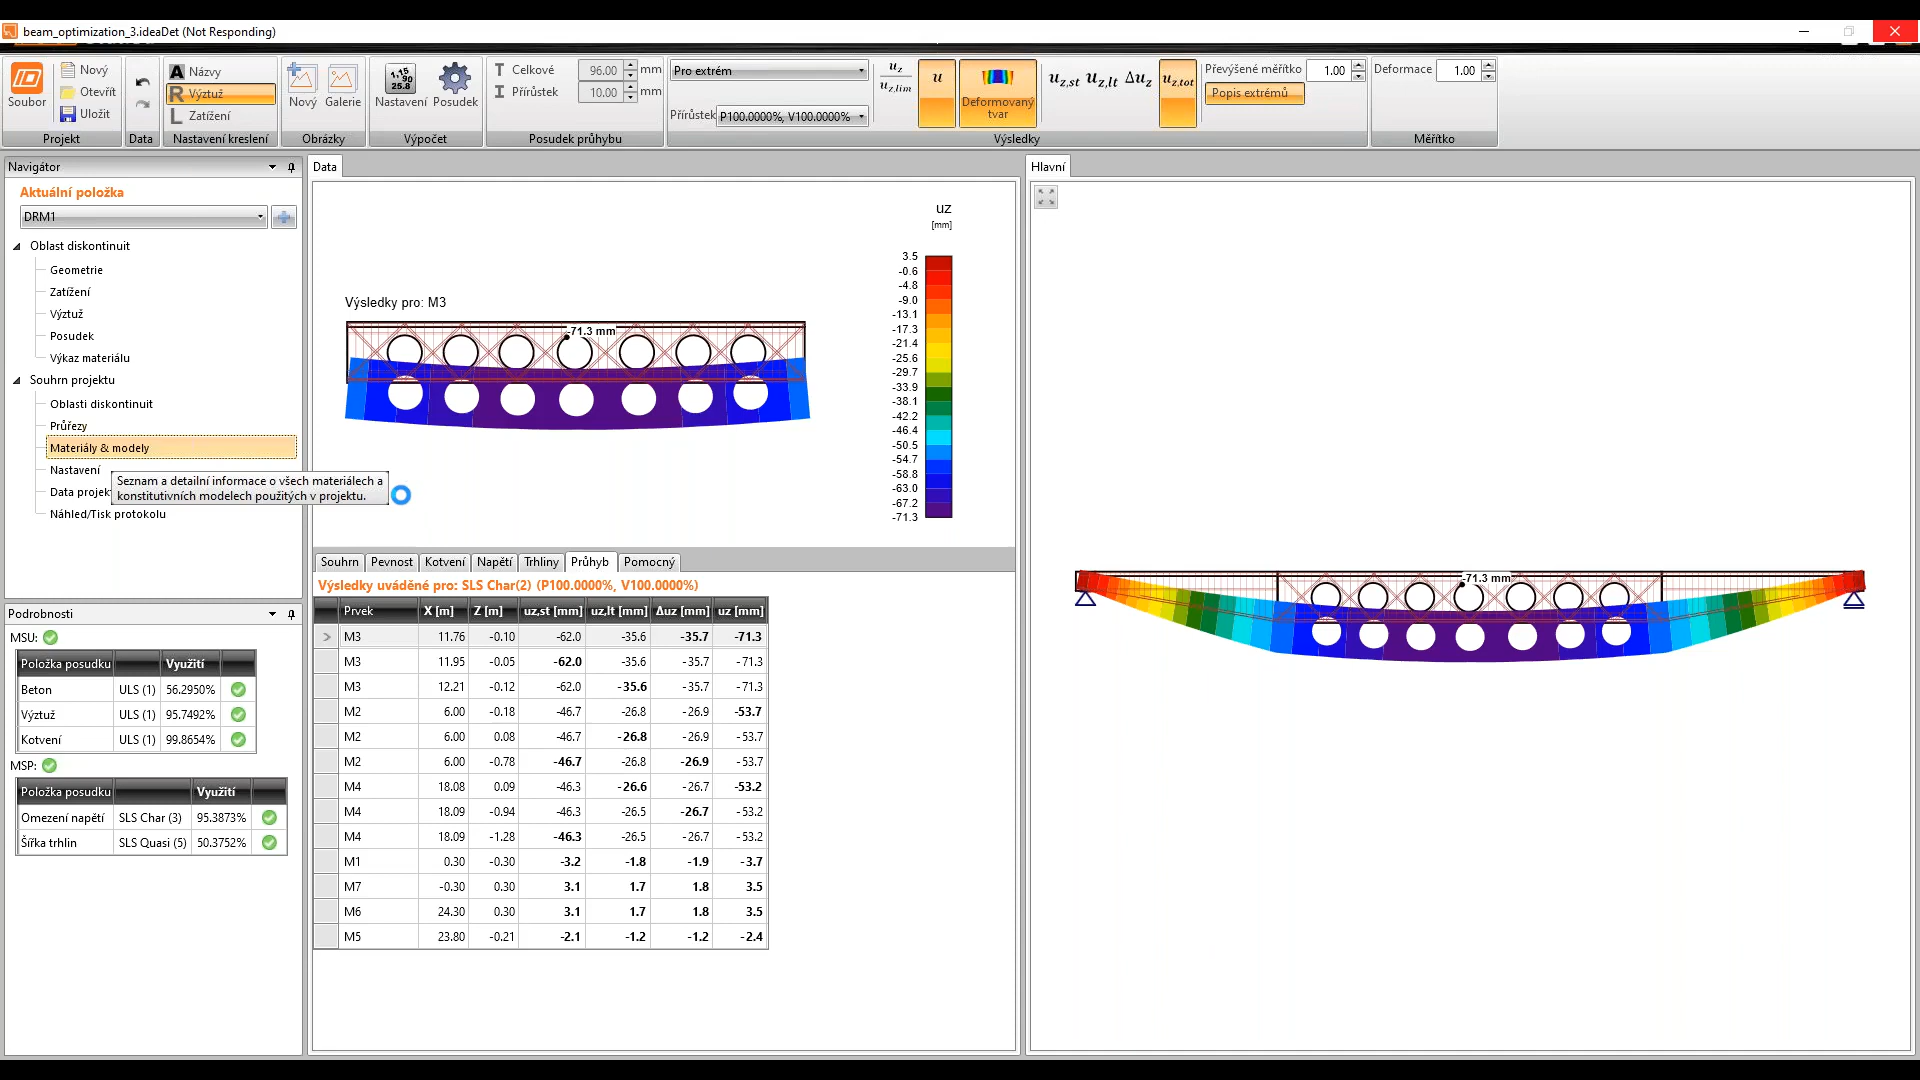 beam_optimization_3.ideaDet (Not Responding)
Soubor
Nový
Otevřít
Uložit
Projekt
Data
Názvy
Výztuž
Zatížení
Nastavení kreslení
Nový
Galerie
Obrázky
Nastavení
Posudek
Výpočet
Celkové 96.00 mm
Přírůstek 10.00 mm
Posudek průhybu
Pro extrém
Přírůstek P100.0000%, V100.0000%
uz
uz,lim
u
Deformovaný
tvar
uz,st uz,lt Δuz uz,tot
Převýšené měřítko 1.00
Popis extrémů
Výsledky
Deformace 1.00
Měřítko
Navigátor
Aktuální položka
DRM1
Oblast diskontinuit
Geometrie
Zatížení
Výztuž
Posudek
Výkaz materiálu
Souhrn projektu
Oblasti diskontinuit
Průřezy
Materiály & modely
Nastavení
Seznam a detailní informace o všech materiálech a
konstitutivních modelech použitých v projektu.
Data projek
Náhled/Tisk protokolu
Podrobnosti
MSU:
Položka posudku Využití
Beton ULS (1) 56.2950%
Výztuž ULS (1) 95.7492%
Kotvení ULS (1) 99.8654%
MSP:
Položka posudku Využití
Omezení napětí SLS Char (3) 95.3873%
Šířka trhlin SLS Quasi (5) 50.3752%
Data
uz
[mm]
3.5
-0.6
-4.8
-9.0
-13.1
-17.3
-21.4
-25.6
-29.7
-33.9
-38.1
-42.2
-46.4
-50.5
-54.7
-58.8
-63.0
-67.2
-71.3
Výsledky pro: M3
-71.3 mm
Souhrn Pevnost Kotvení Napětí Trhliny Průhyb Pomocný
Výsledky uváděné pro: SLS Char(2) (P100.0000%, V100.0000%)
Prvek X [m] Z [m] uz,st [mm] uz,lt [mm] Δuz [mm] uz [mm]
> M3 11.76 -0.10 -62.0 -35.6 -35.7 -71.3
M3 11.95 -0.05 -62.0 -35.6 -35.7 -71.3
M3 12.21 -0.12 -62.0 -35.6 -35.7 -71.3
M2 6.00 -0.18 -46.7 -26.8 -26.9 -53.7
M2 6.00 0.08 -46.7 -26.8 -26.9 -53.7
M2 6.00 -0.78 -46.7 -26.8 -26.9 -53.7
M4 18.08 0.09 -46.3 -26.6 -26.7 -53.2
M4 18.09 -0.94 -46.3 -26.5 -26.7 -53.2
M4 18.09 -1.28 -46.3 -26.5 -26.7 -53.2
M1 0.30 -0.30 -3.2 -1.8 -1.9 -3.7
M7 -0.30 0.30 3.1 1.7 1.8 3.5
M6 24.30 0.30 3.1 1.7 1.8 3.5
M5 23.80 -0.21 -2.1 -1.2 -1.2 -2.4
Hlavní
-71.3 mm